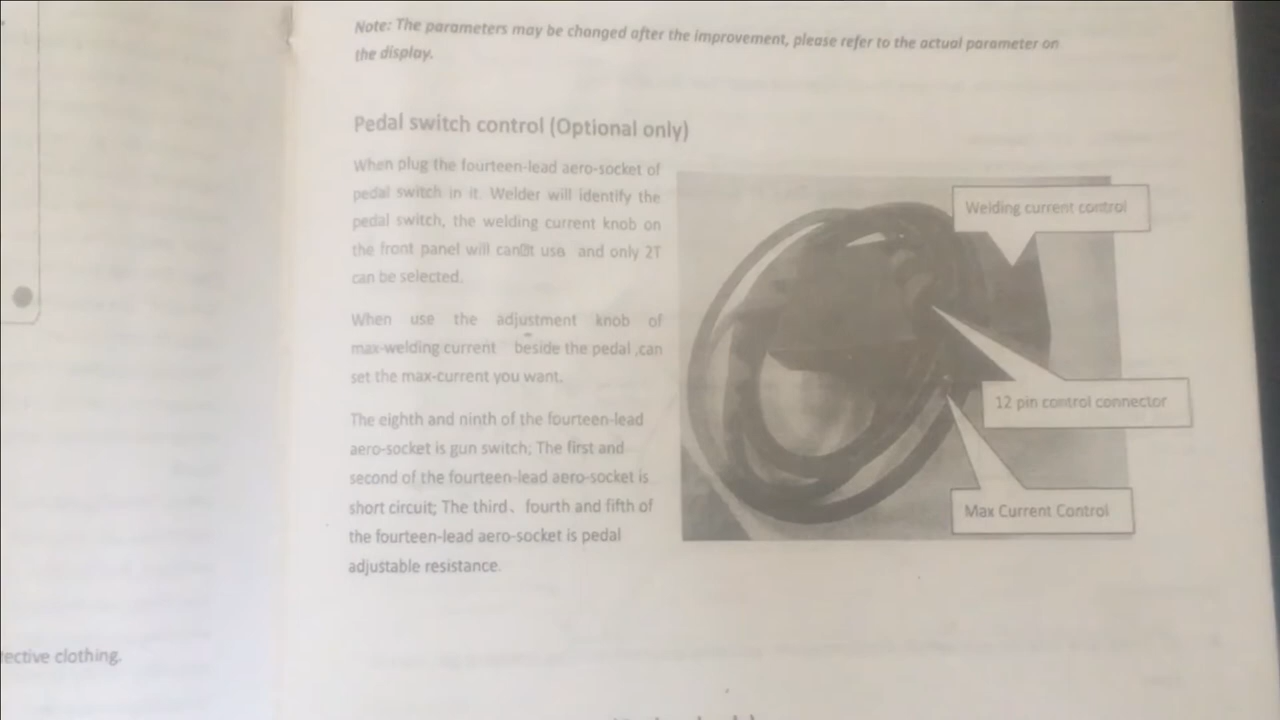 Note: The parameters may be changed after the improvement, please refer to the actual parameter on
the display.
Pedal switch control (Optional only)
When plug the fourteen-lead aero-socket of
pedal switch in it. Welder will identify the
pedal switch, the welding current knob on
the front panel will can⍰t use and only 2T
can be selected.
When use the adjustment knob of
max-welding current beside the pedal ,can
set the max-current you want.
The eighth and ninth of the fourteen-lead
aero-socket is gun switch; The first and
second of the fourteen-lead aero-socket is
short circuit; The third、fourth and fifth of
the fourteen-lead aero-socket is pedal
adjustable resistance.
Welding current control
12 pin control connector
Max Current Control
clothing.